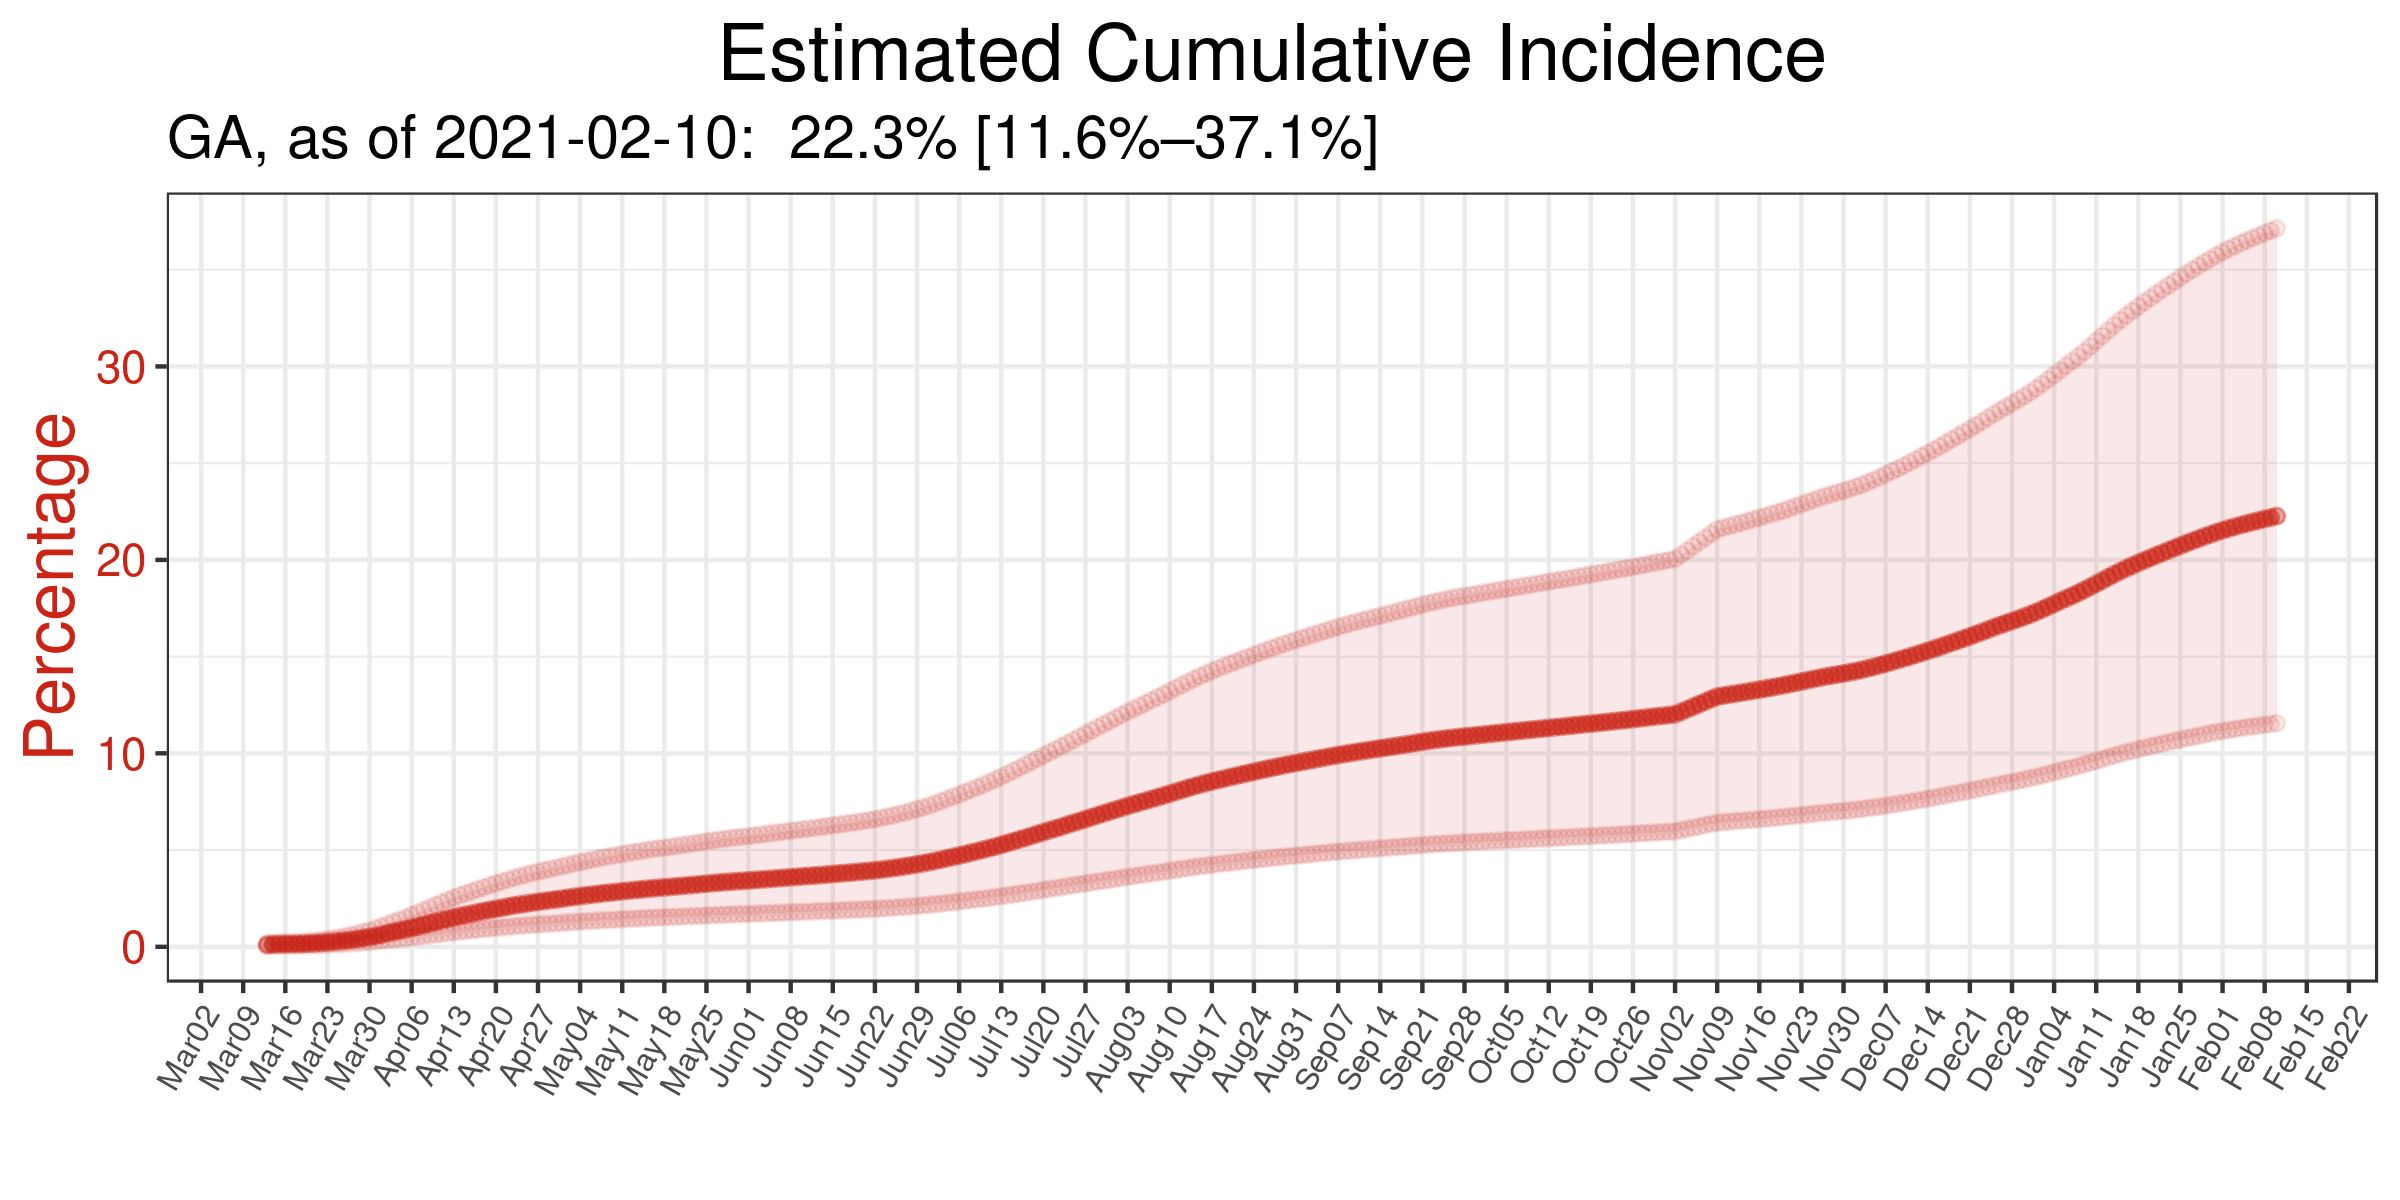 Estimated Cumulative Incidence
GA, as of 2021-02-10:  22.3% [11.6%–37.1%]
Percentage
30
20
10
0
Mar02
Mar09
Mar16
Mar23
Mar30
Apr06
Apr13
Apr20
Apr27
May04
May11
May18
May25
Jun01
Jun08
Jun15
Jun22
Jun29
Jul06
Jul13
Jul20
Jul27
Aug03
Aug10
Aug17
Aug24
Aug31
Sep07
Sep14
Sep21
Sep28
Oct05
Oct12
Oct19
Oct26
Nov02
Nov09
Nov16
Nov23
Nov30
Dec07
Dec14
Dec21
Dec28
Jan04
Jan11
Jan18
Jan25
Feb01
Feb08
Feb15
Feb22